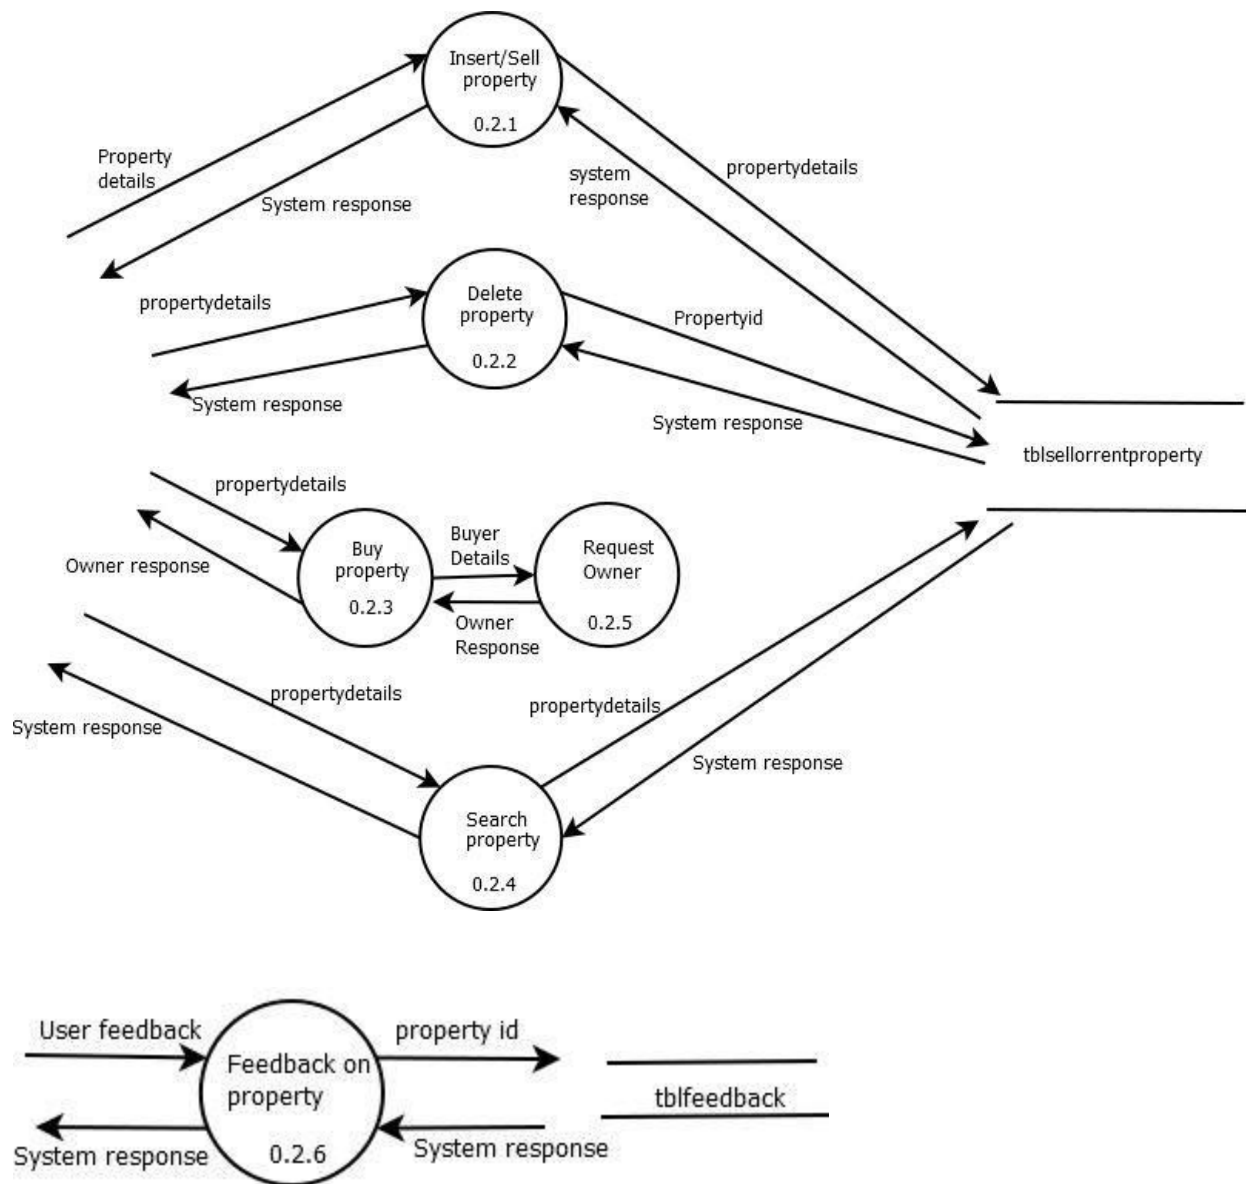 Insert/Sell
property
0.2.1
Property
details
System response
system
response
propertydetails
propertydetails
Delete
property
0.2.2
System response
Propertyid
System response
tblsellorrentproperty
propertydetails
Owner response
Buy
property
0.2.3
Buyer
Details
Owner
Response
Request
Owner
0.2.5
propertydetails
System response
propertydetails
System response
Search
property
0.2.4
User feedback
System response
Feedback on
property
0.2.6
property id
System response
tblfeedback